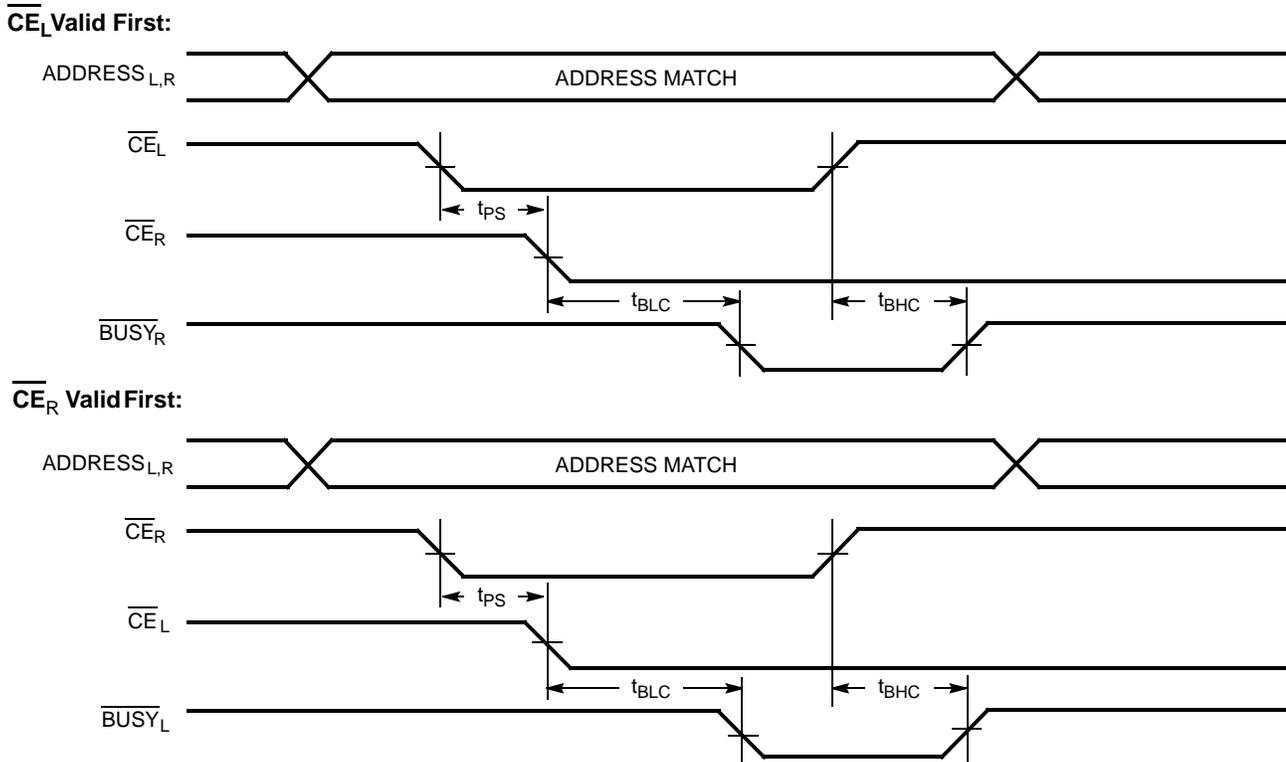 CE_L Valid First:
ADDRESS_L,R
ADDRESS MATCH
CE_L
t_PS
CE_R
t_BLC
t_BHC
BUSY_R
CE_R Valid First:
ADDRESS_L,R
ADDRESS MATCH
CE_R
t_PS
CE_L
t_BLC
t_BHC
BUSY_L